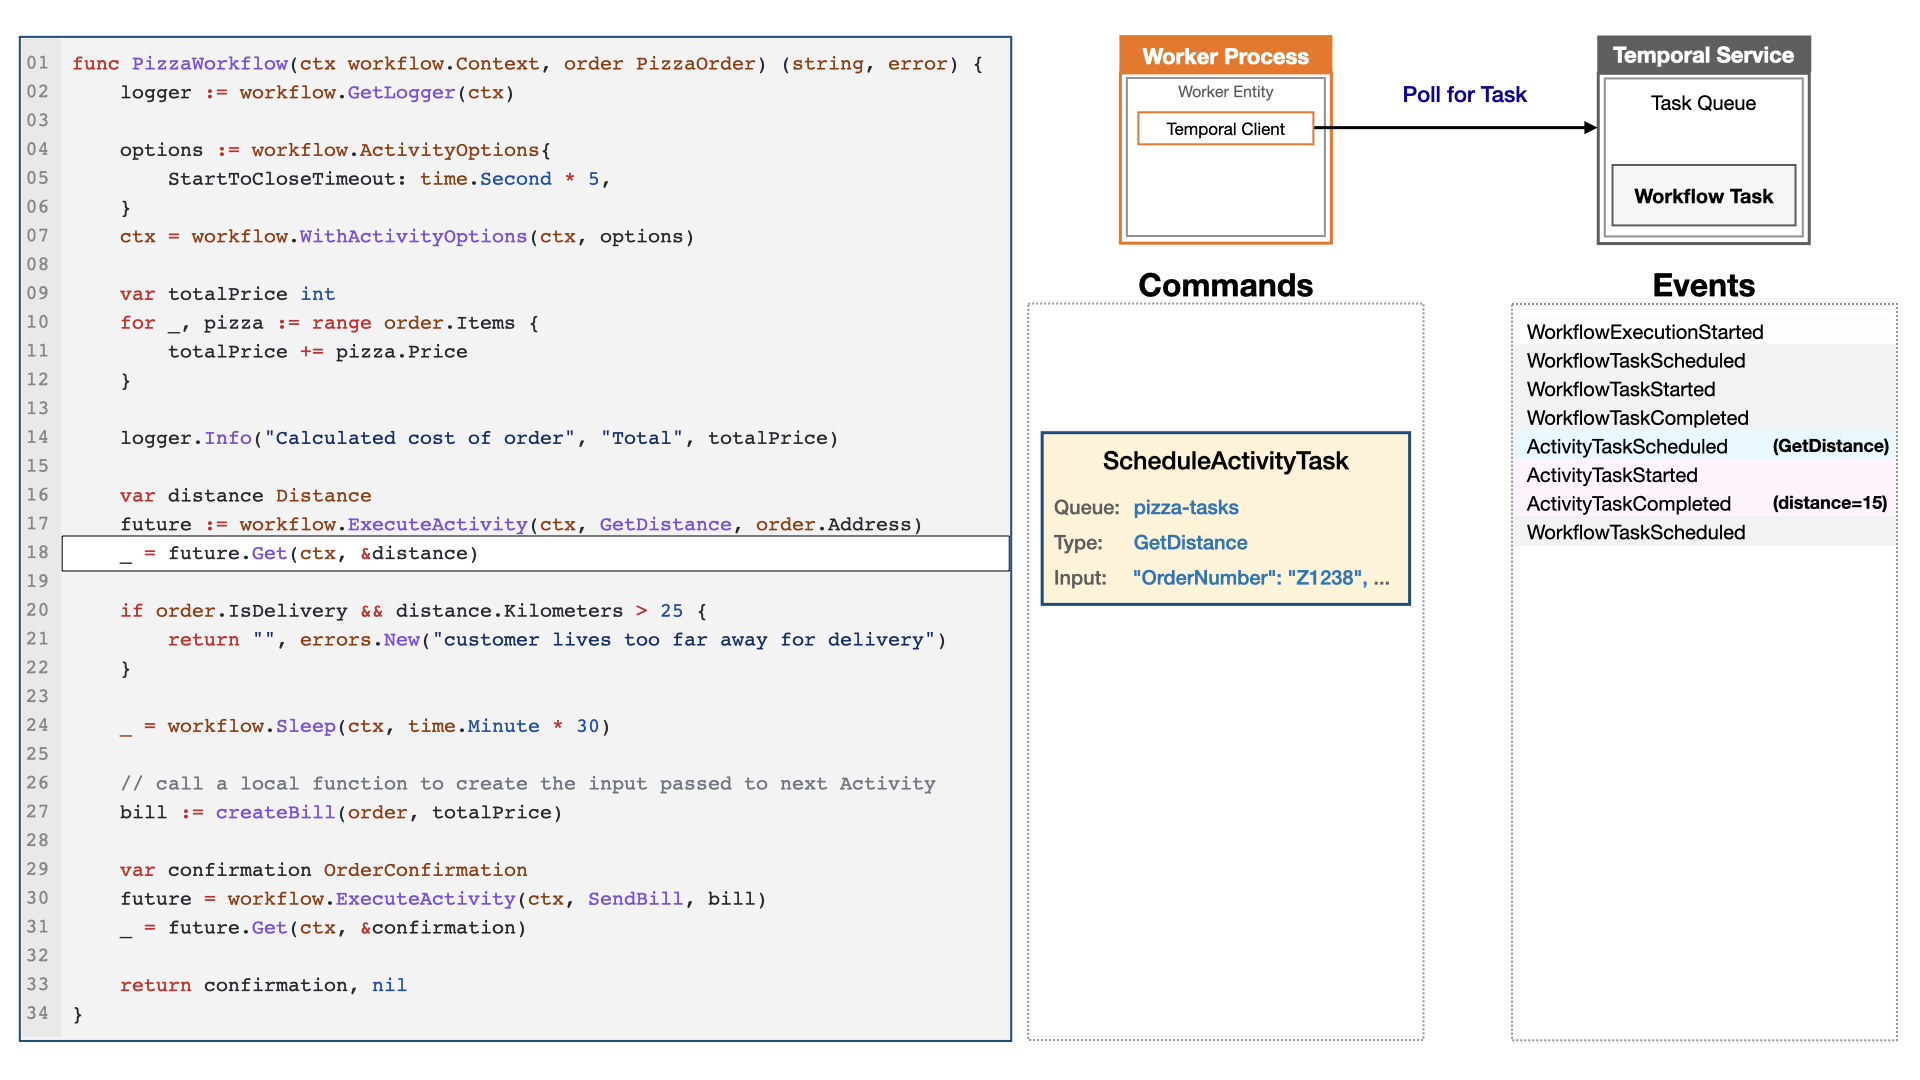 01 func PizzaWorkflow(ctx workflow.Context, order PizzaOrder) (string, error) {
02     logger := workflow.GetLogger(ctx)
03
04     options := workflow.ActivityOptions{
05         StartToCloseTimeout: time.Second * 5,
06     }
07     ctx = workflow.WithActivityOptions(ctx, options)
08
09     var totalPrice int
10     for _, pizza := range order.Items {
11         totalPrice += pizza.Price
12     }
13
14     logger.Info("Calculated cost of order", "Total", totalPrice)
15
16     var distance Distance
17     future := workflow.ExecuteActivity(ctx, GetDistance, order.Address)
18     _ = future.Get(ctx, &distance)
19
20     if order.IsDelivery && distance.Kilometers > 25 {
21         return "", errors.New("customer lives too far away for delivery")
22     }
23
24     _ = workflow.Sleep(ctx, time.Minute * 30)
25
26     // call a local function to create the input passed to next Activity
27     bill := createBill(order, totalPrice)
28
29     var confirmation OrderConfirmation
30     future = workflow.ExecuteActivity(ctx, SendBill, bill)
31     _ = future.Get(ctx, &confirmation)
32
33     return confirmation, nil
34 }
Worker Process
Worker Entity
Temporal Client
Poll for Task
Temporal Service
Task Queue
Workflow Task
Commands
ScheduleActivityTask
Queue: pizza-tasks
Type: GetDistance
Input: "OrderNumber": "Z1238", ...
Events
WorkflowExecutionStarted
WorkflowTaskScheduled
WorkflowTaskStarted
WorkflowTaskCompleted
ActivityTaskScheduled (GetDistance)
ActivityTaskStarted
ActivityTaskCompleted (distance=15)
WorkflowTaskScheduled